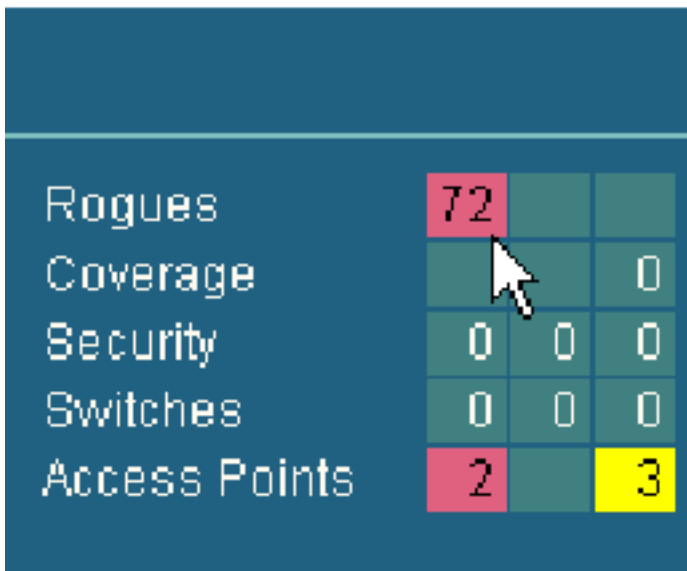 Rogues 72
Coverage 0
Security 0 0 0
Switches 0 0 0
Access Points 2 3